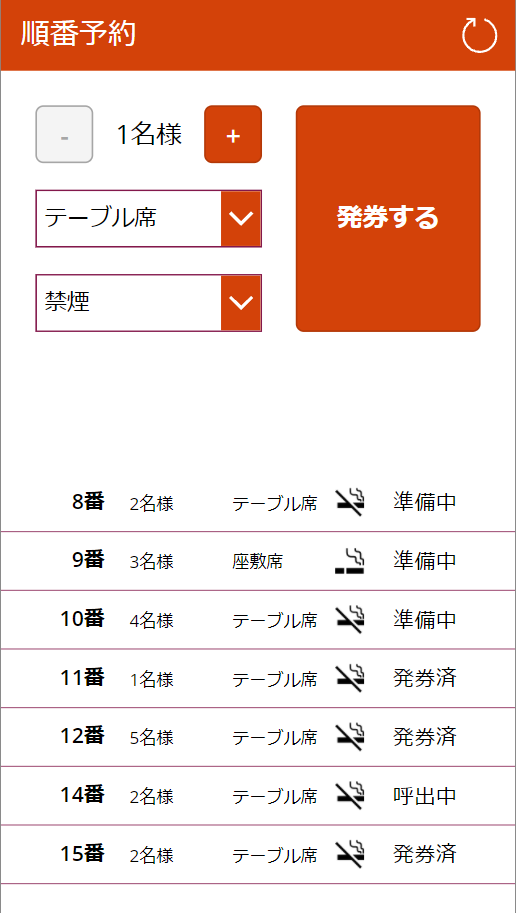 順番予約
- 1名様 +
テーブル席
禁煙
発券する
8番 2名様 テーブル席 準備中
9番 3名様 座敷席 準備中
10番 4名様 テーブル席 準備中
11番 1名様 テーブル席 発券済
12番 5名様 テーブル席 発券済
14番 2名様 テーブル席 呼出中
15番 2名様 テーブル席 発券済